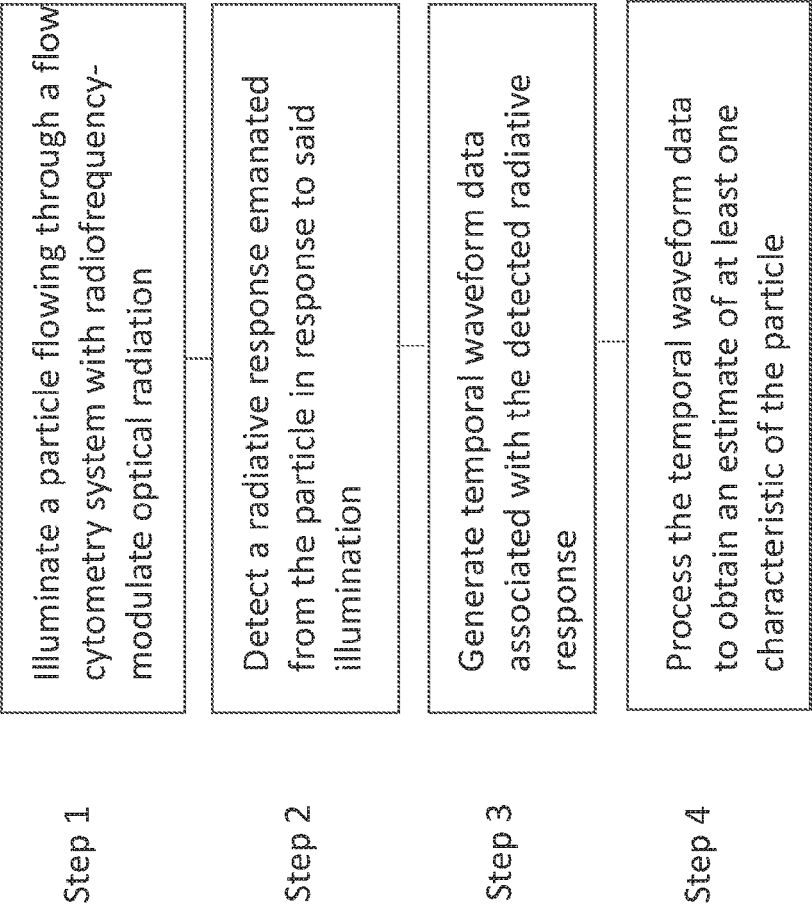 Step 1
Illuminate a particle flowing through a flow
cytometry system with radiofrequency-
modulate optical radiation
Step 2
Detect a radiative response emanated
from the particle in response to said
illumination
Step 3
Generate temporal waveform data
associated with the detected radiative
response
Step 4
Process the temporal waveform data
to obtain an estimate of at least one
characteristic of the particle